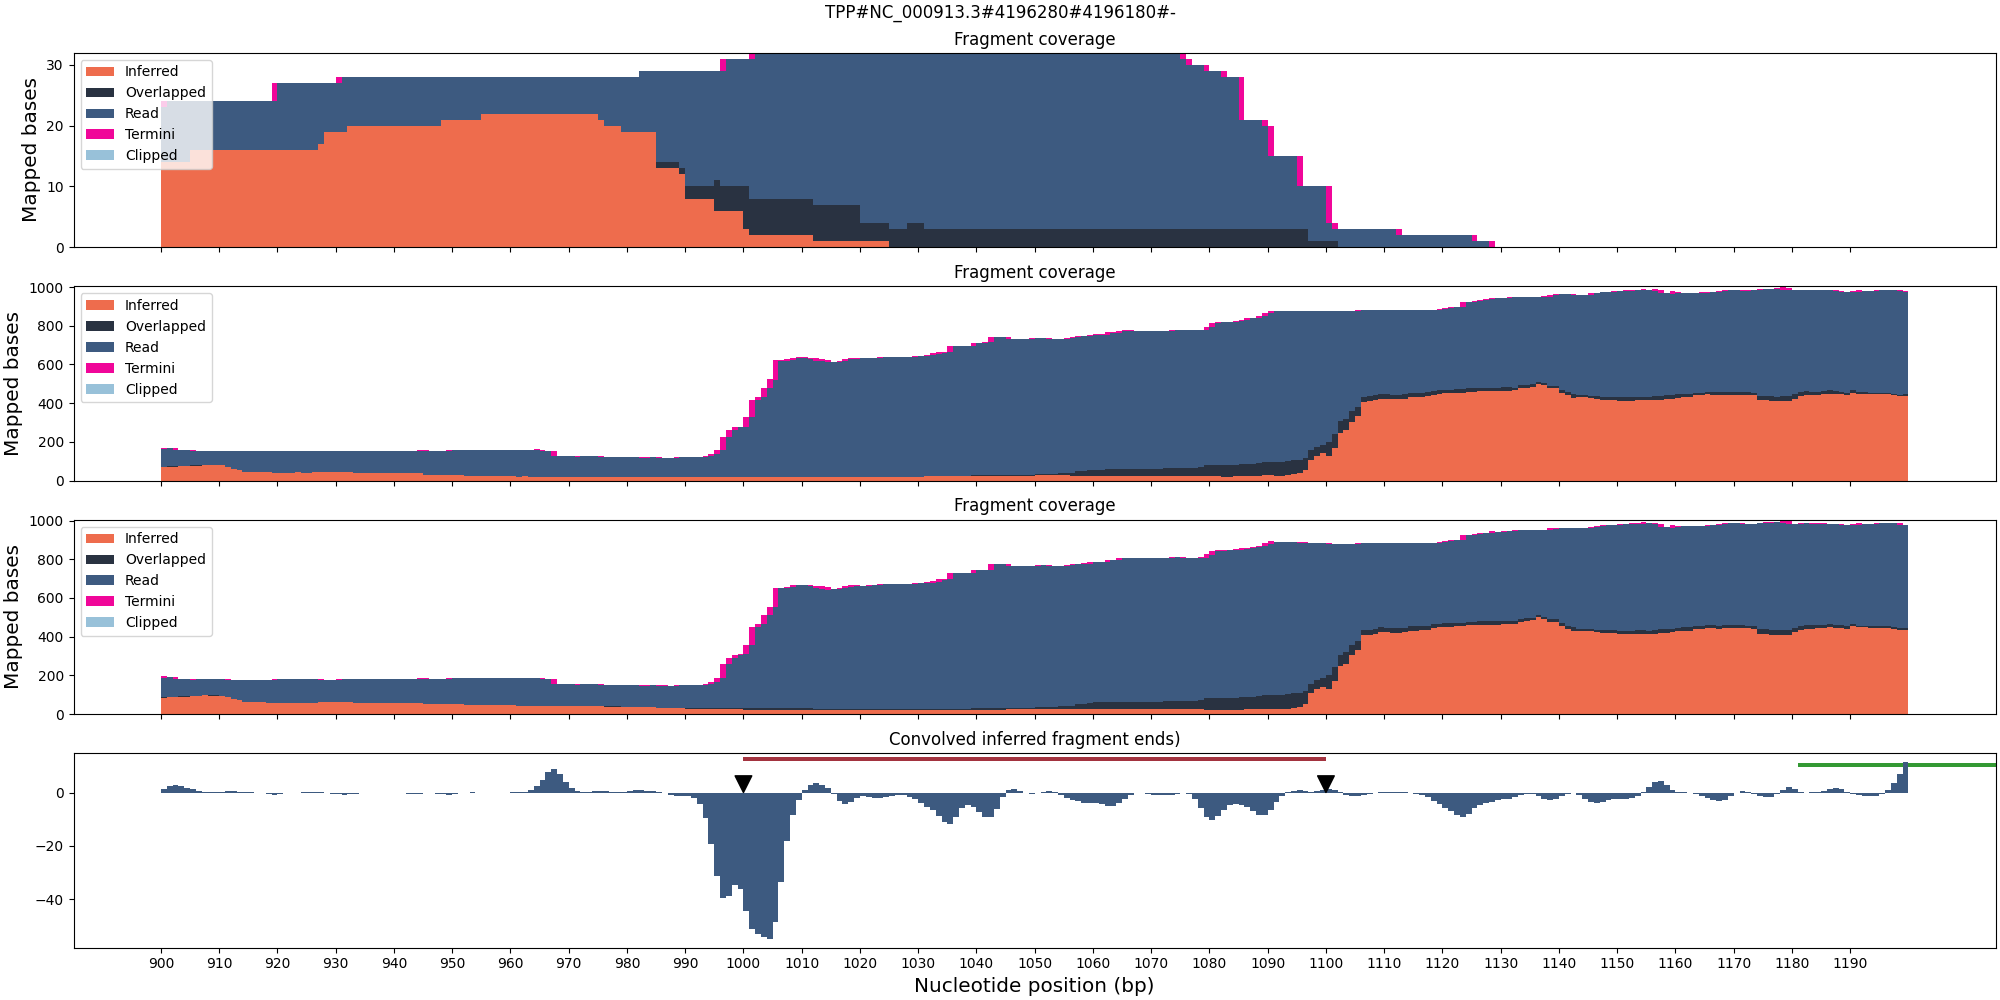 TPP#NC_000913.3#4196280#4196180#-
Fragment coverage
Mapped bases
30
20
10
0
Inferred
Overlapped
Read
Termini
Clipped
Fragment coverage
Mapped bases
1000
800
600
400
200
0
Inferred
Overlapped
Read
Termini
Clipped
Fragment coverage
Mapped bases
1000
800
600
400
200
0
Inferred
Overlapped
Read
Termini
Clipped
Convolved inferred fragment ends)
0
−20
−40
900 910 920 930 940 950 960 970 980 990 1000 1010 1020 1030 1040 1050 1060 1070 1080 1090 1100 1110 1120 1130 1140 1150 1160 1170 1180 1190
Nucleotide position (bp)